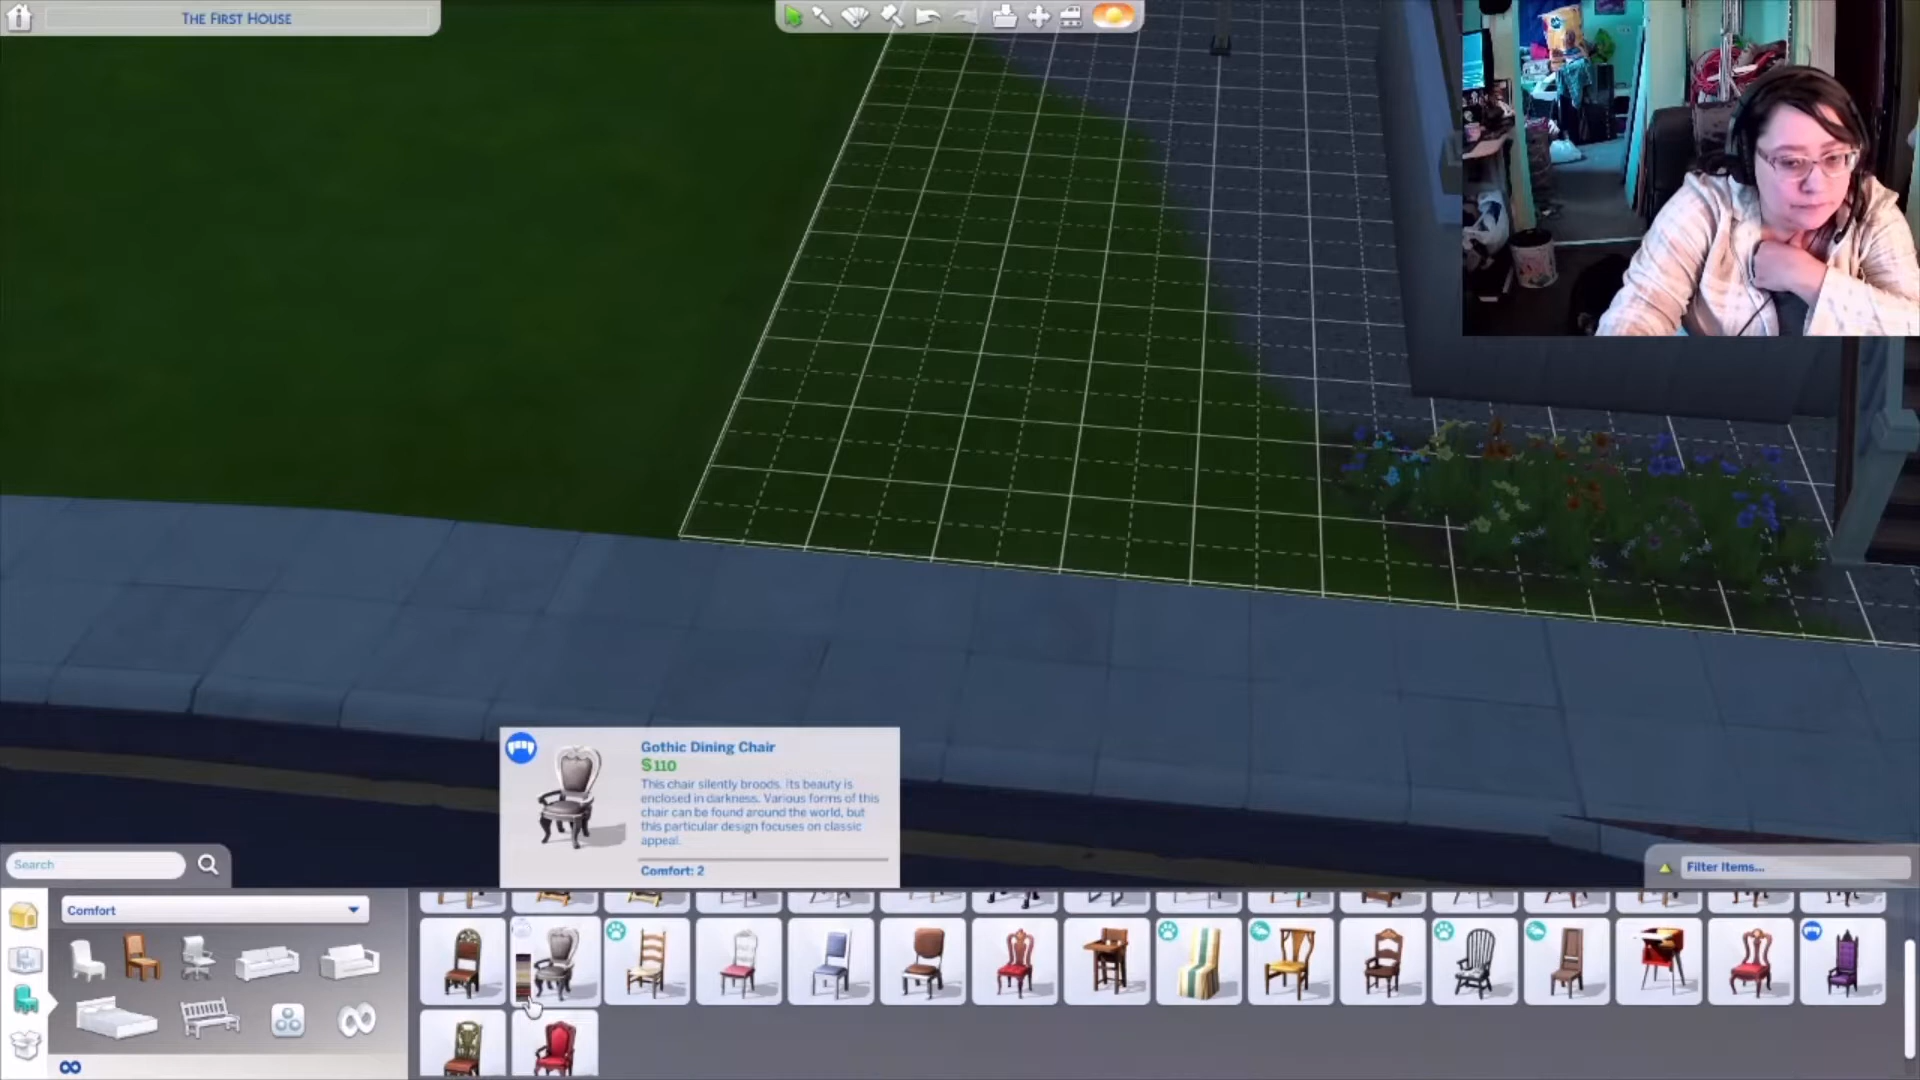 THE FIRST HOUSE
Gothic Dining Chair
$110
This chair silently broods. Its beauty is
enclosed in darkness. Various forms of this
chair can be found around the world, but
this particular design focuses on classic
appeal.
Comfort: 2
Search
Filter Items...
Comfort